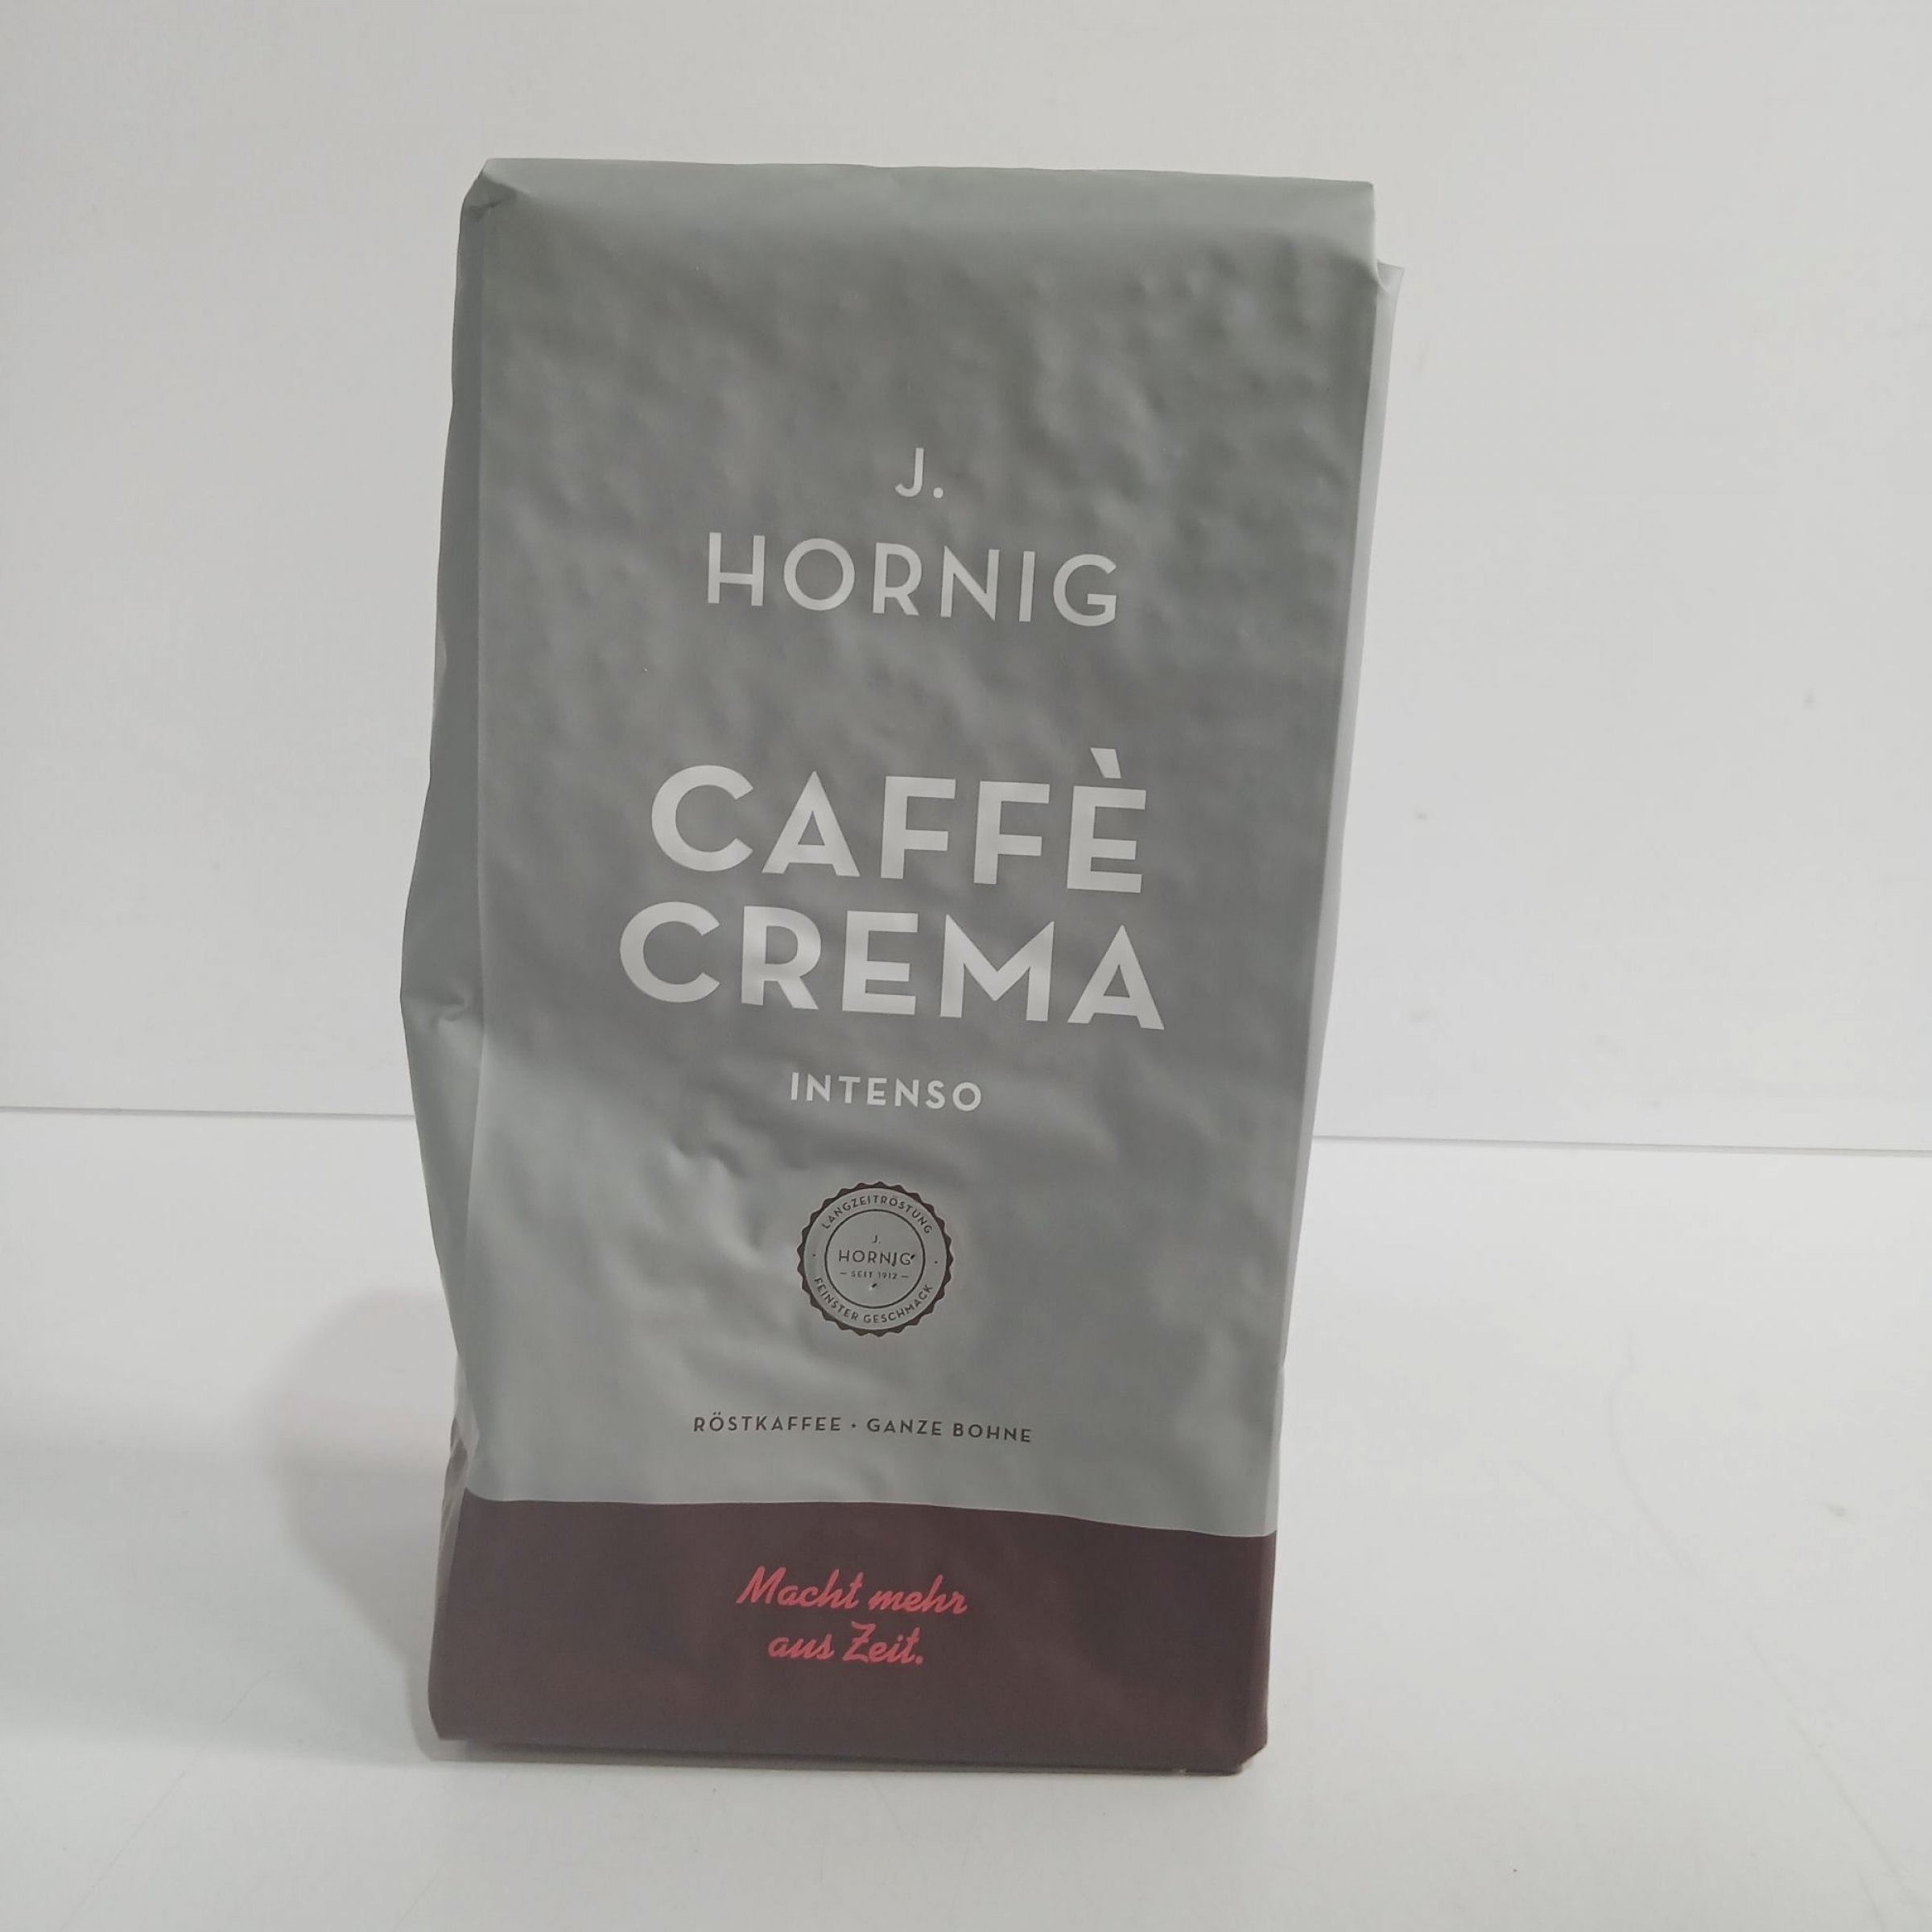 J.
HORNIG
CAFFÈ
CREMA
INTENSO
LANGZEITRÖSTUNG
J.
HORNIG
— SEIT 1912 —
FEINSTER GESCHMACK
RÖSTKAFFEE • GANZE BOHNE
Macht mehr
aus Zeit.